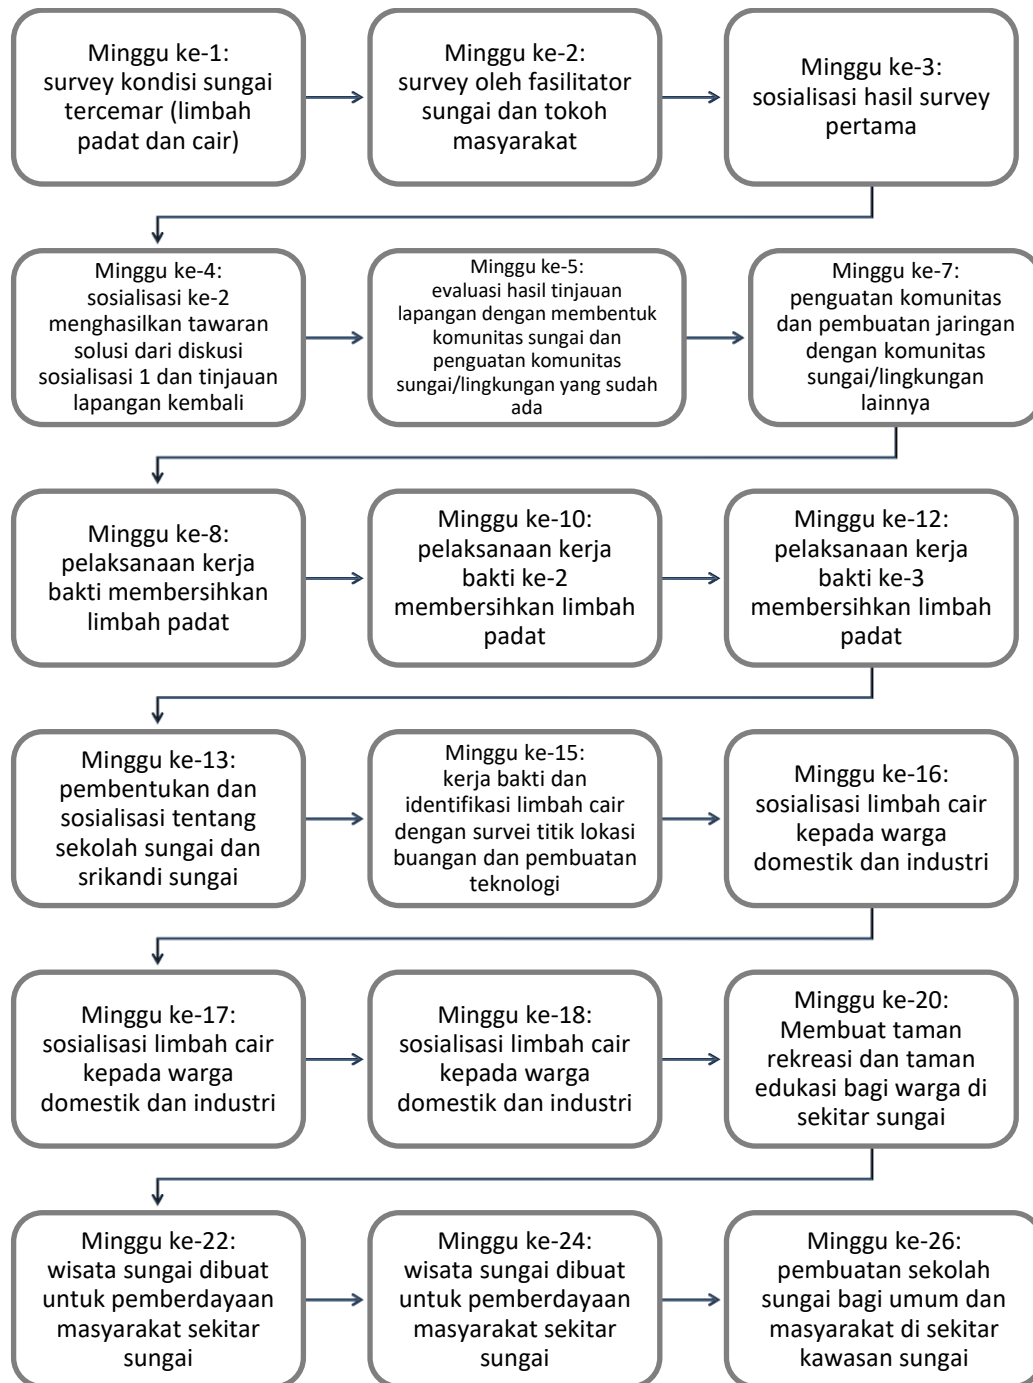 Minggu ke-1:
survey kondisi sungai
tercemar (limbah
padat dan cair)
Minggu ke-2:
survey oleh fasilitator
sungai dan tokoh
masyarakat
Minggu ke-3:
sosialisasi hasil survey
pertama
Minggu ke-4:
sosialisasi ke-2
menghasilkan tawaran
solusi dari diskusi
sosialisasi 1 dan tinjauan
lapangan kembali
Minggu ke-5:
evaluasi hasil tinjauan
lapangan dengan membentuk
komunitas sungai dan
penguatan komunitas
sungai/lingkungan yang sudah
ada
Minggu ke-7:
penguatan komunitas
dan pembuatan jaringan
dengan komunitas
sungai/lingkungan
lainnya
Minggu ke-8:
pelaksanaan kerja
bakti membersihkan
limbah padat
Minggu ke-10:
pelaksanaan kerja
bakti ke-2
membersihkan limbah
padat
Minggu ke-12:
pelaksanaan kerja
bakti ke-3
membersihkan limbah
padat
Minggu ke-13:
pembentukan dan
sosialisasi tentang
sekolah sungai dan
srikandi sungai
Minggu ke-15:
kerja bakti dan
identifikasi limbah cair
dengan survei titik lokasi
buangan dan pembuatan
teknologi
Minggu ke-16:
sosialisasi limbah cair
kepada warga
domestik dan industri
Minggu ke-17:
sosialisasi limbah cair
kepada warga
domestik dan industri
Minggu ke-18:
sosialisasi limbah cair
kepada warga
domestik dan industri
Minggu ke-20:
Membuat taman
rekreasi dan taman
edukasi bagi warga di
sekitar sungai
Minggu ke-22:
wisata sungai dibuat
untuk pemberdayaan
masyarakat sekitar
sungai
Minggu ke-24:
wisata sungai dibuat
untuk pemberdayaan
masyarakat sekitar
sungai
Minggu ke-26:
pembuatan sekolah
sungai bagi umum dan
masyarakat di sekitar
kawasan sungai